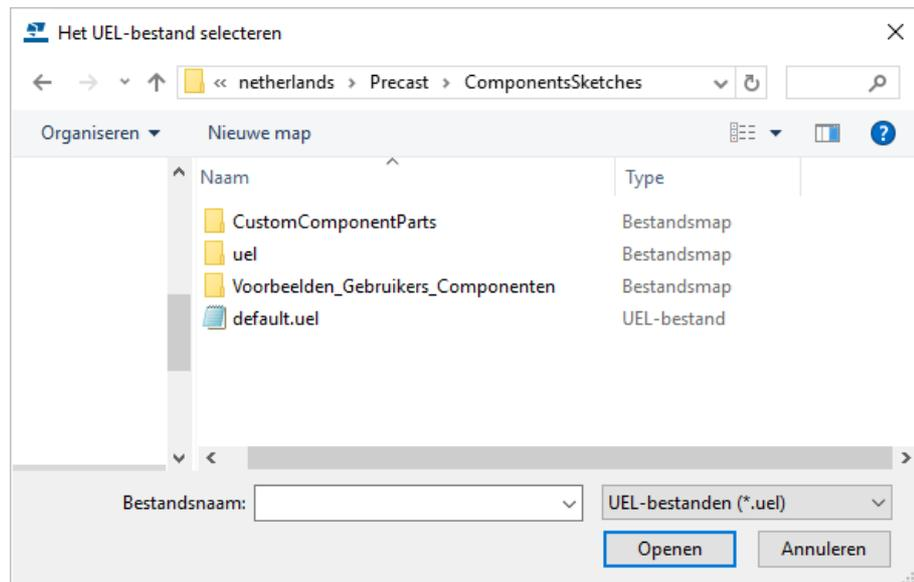 Het UEL-bestand selecteren
« netherlands > Precast > ComponentsSketches
Organiseren Nieuwe map
Naam Type
CustomComponentParts Bestandsmap
uel Bestandsmap
Voorbeelden_Gebruikers_Componenten Bestandsmap
default.uel UEL-bestand
Bestandsnaam: UEL-bestanden (*.uel)
Openen Annuleren